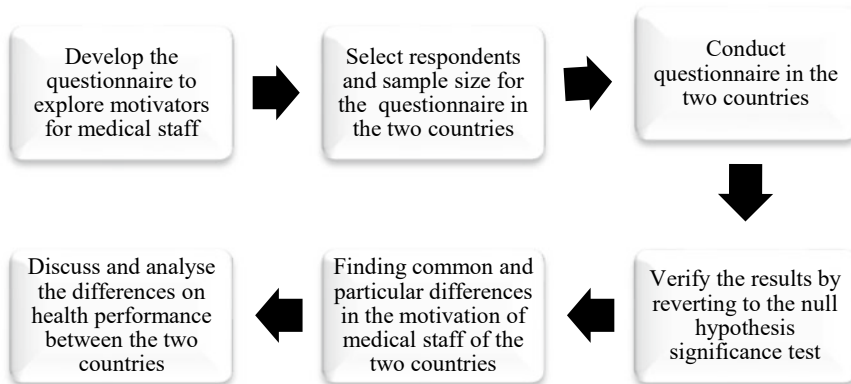 Develop the
questionnaire to
explore motivators
for medical staff
Select respondents
and sample size for
the questionnaire in
the two countries
Conduct
questionnaire in the
two countries
Verify the results by
reverting to the null
hypothesis
significance test
Finding common and
particular differences
in the motivation of
medical staff of the
two countries
Discuss and analyse
the differences on
health performance
between the two
countries